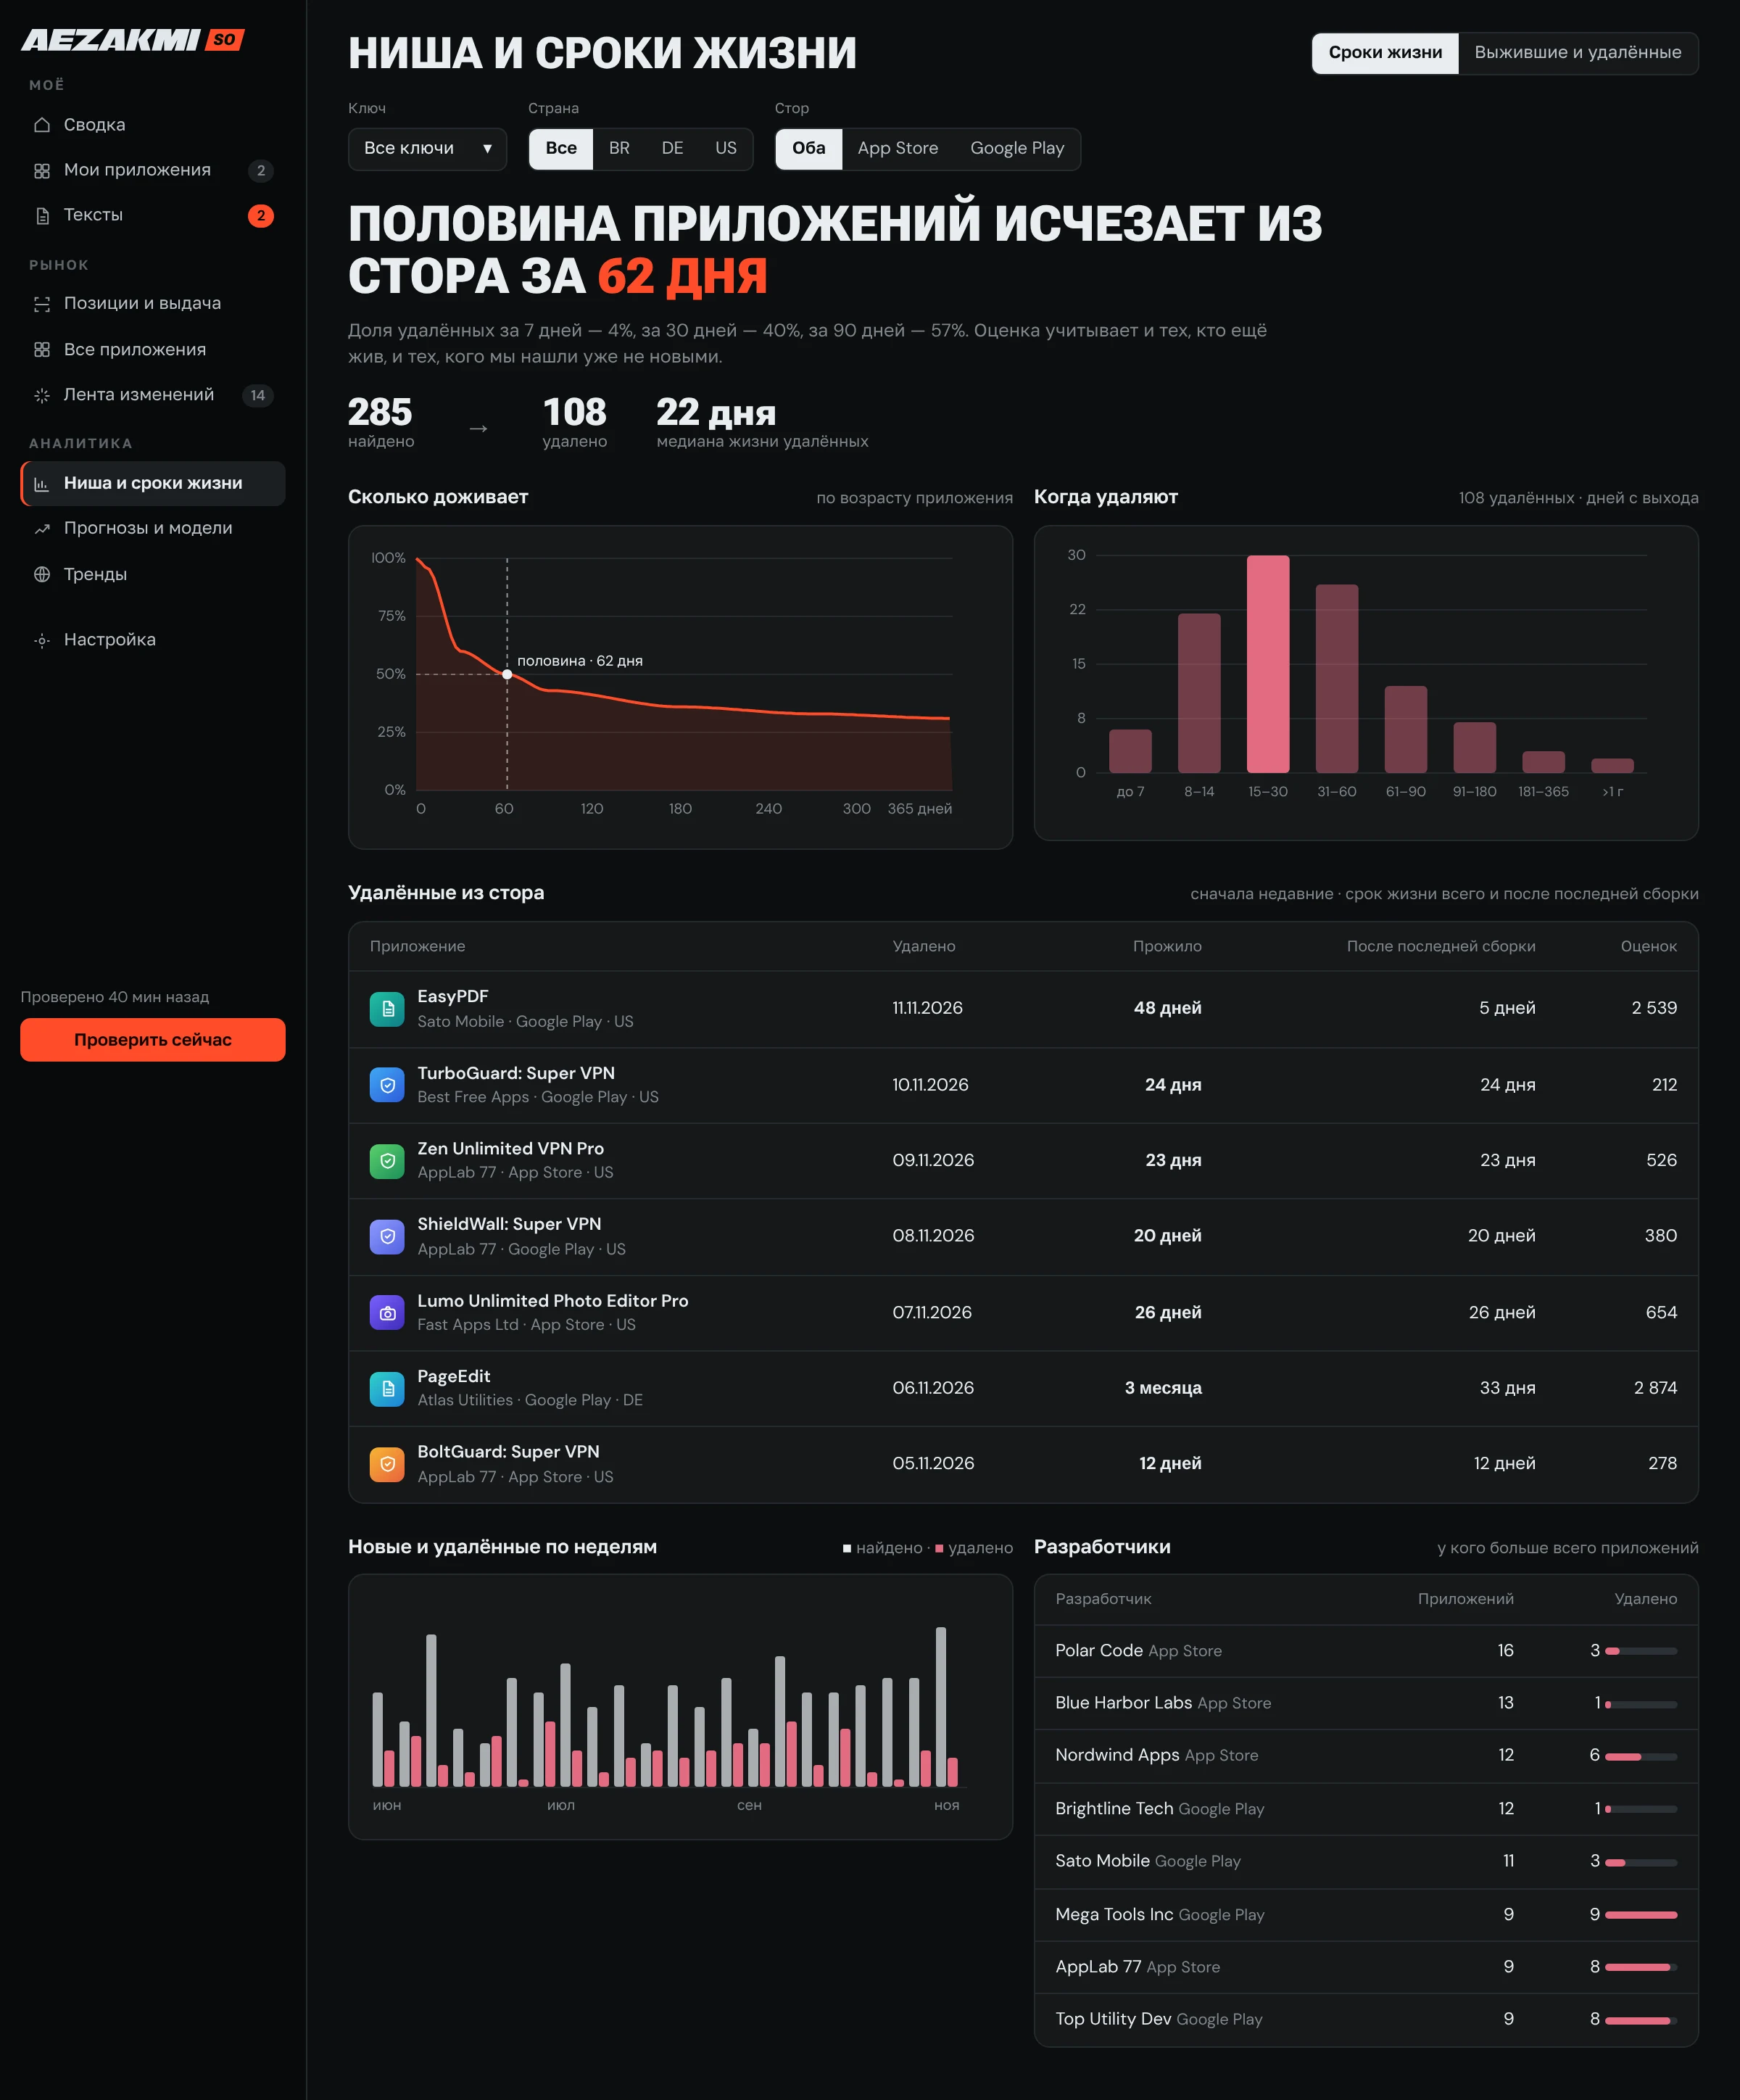 AEZAKMI SO
МОЁ
Сводка
Мои приложения 2
Тексты 2
РЫНОК
Позиции и выдача
Все приложения
Лента изменений 14
АНАЛИТИКА
Ниша и сроки жизни
Прогнозы и модели
Тренды
Настройка
Проверено 40 мин назад
Проверить сейчас
НИША И СРОКИ ЖИЗНИ
Сроки жизни Выжившие и удалённые
Ключ Страна Стор
Все ключи ▾ Все BR DE US Оба App Store Google Play
ПОЛОВИНА ПРИЛОЖЕНИЙ ИСЧЕЗАЕТ ИЗ
СТОРА ЗА 62 ДНЯ
Доля удалённых за 7 дней — 4%, за 30 дней — 40%, за 90 дней — 57%. Оценка учитывает и тех, кто ещё
жив, и тех, кого мы нашли уже не новыми.
285 → 108 22 дня
найдено удалено медиана жизни удалённых
Сколько доживает по возрасту приложения
100%
75%
половина · 62 дня
50%
25%
0%
0 60 120 180 240 300 365 дней
Когда удаляют 108 удалённых · дней с выхода
30
22
15
8
0
до 7 8–14 15–30 31–60 61–90 91–180 181–365 >1 г
Удалённые из стора сначала недавние · срок жизни всего и после последней сборки
Приложение Удалено Прожило После последней сборки Оценок
EasyPDF 11.11.2026 48 дней 5 дней 2 539
Sato Mobile · Google Play · US
TurboGuard: Super VPN 10.11.2026 24 дня 24 дня 212
Best Free Apps · Google Play · US
Zen Unlimited VPN Pro 09.11.2026 23 дня 23 дня 526
AppLab 77 · App Store · US
ShieldWall: Super VPN 08.11.2026 20 дней 20 дней 380
AppLab 77 · Google Play · US
Lumo Unlimited Photo Editor Pro 07.11.2026 26 дней 26 дней 654
Fast Apps Ltd · App Store · US
PageEdit 06.11.2026 3 месяца 33 дня 2 874
Atlas Utilities · Google Play · DE
BoltGuard: Super VPN 05.11.2026 12 дней 12 дней 278
AppLab 77 · App Store · US
Новые и удалённые по неделям ■ найдено · ■ удалено
июн июл сен ноя
Разработчики у кого больше всего приложений
Разработчик Приложений Удалено
Polar Code App Store 16 3
Blue Harbor Labs App Store 13 1
Nordwind Apps App Store 12 6
Brightline Tech Google Play 12 1
Sato Mobile Google Play 11 3
Mega Tools Inc Google Play 9 9
AppLab 77 App Store 9 8
Top Utility Dev Google Play 9 8